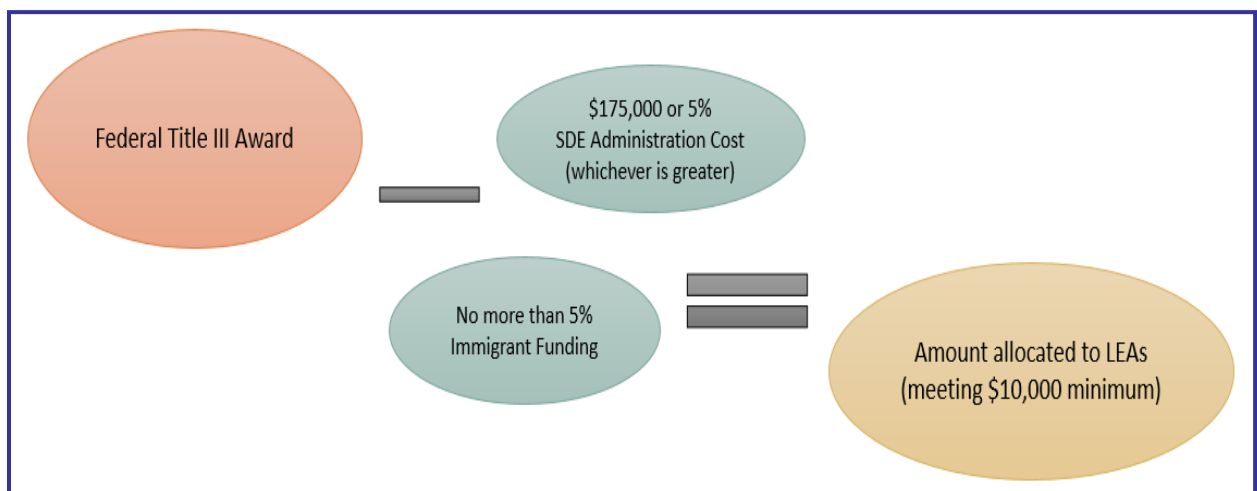 Federal Title III Award
$175,000 or 5%
SDE Administration Cost
(whichever is greater)
No more than 5%
Immigrant Funding
Amount allocated to LEAs
(meeting $10,000 minimum)